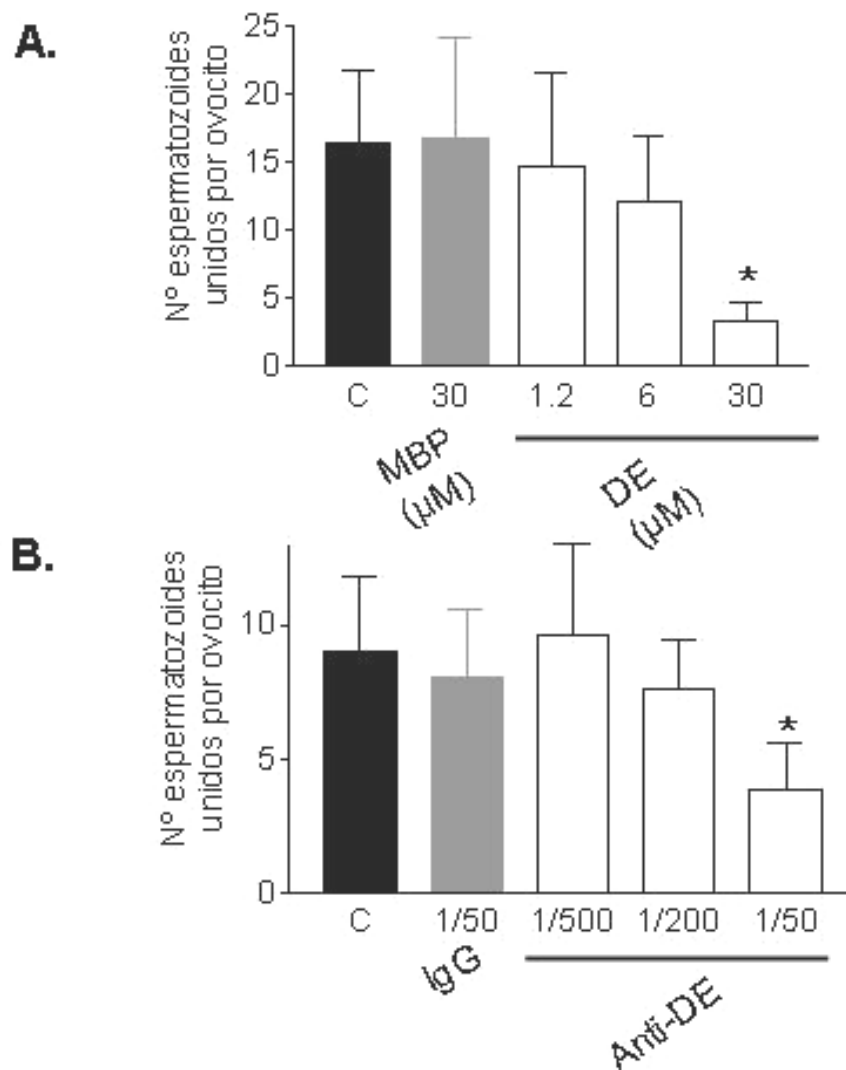 A.
Nº espermatozoides
unidos por ovocito
25
20
15
10
5
0
*
C 30 1.2 6 30
MBP
(µM)
DE
(µM)
B.
Nº espermatozoides
unidos por ovocito
10
5
0
*
C 1/50 1/500 1/200 1/50
IgG
Anti-DE